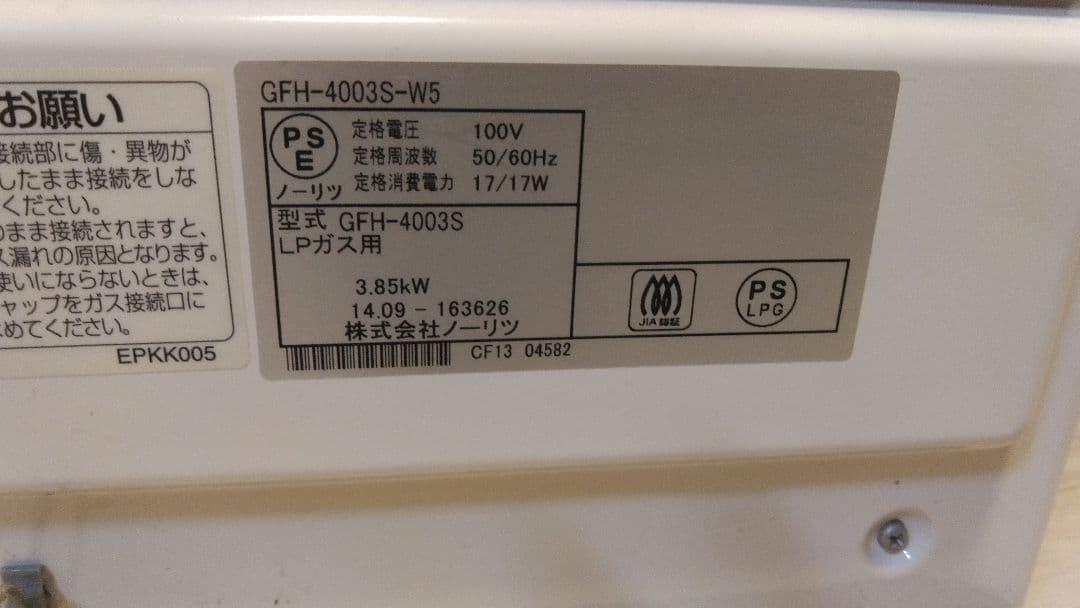 お願い
接続部に傷・異物が
したまま接続をしな
ください。
まま接続されますと、
漏れの原因となります。
使いにならないときは、
キャップをガス接続口に
めてください。
EPKK005
GFH-4003S-W5
PS
E
ノーリツ
定格電圧 100V
定格周波数 50/60Hz
定格消費電力 17/17W
型式 GFH-4003S
LPガス用
3.85kW
14.09 - 163626
株式会社ノーリツ
JIA 認証
PS
LPG
CF13 04582